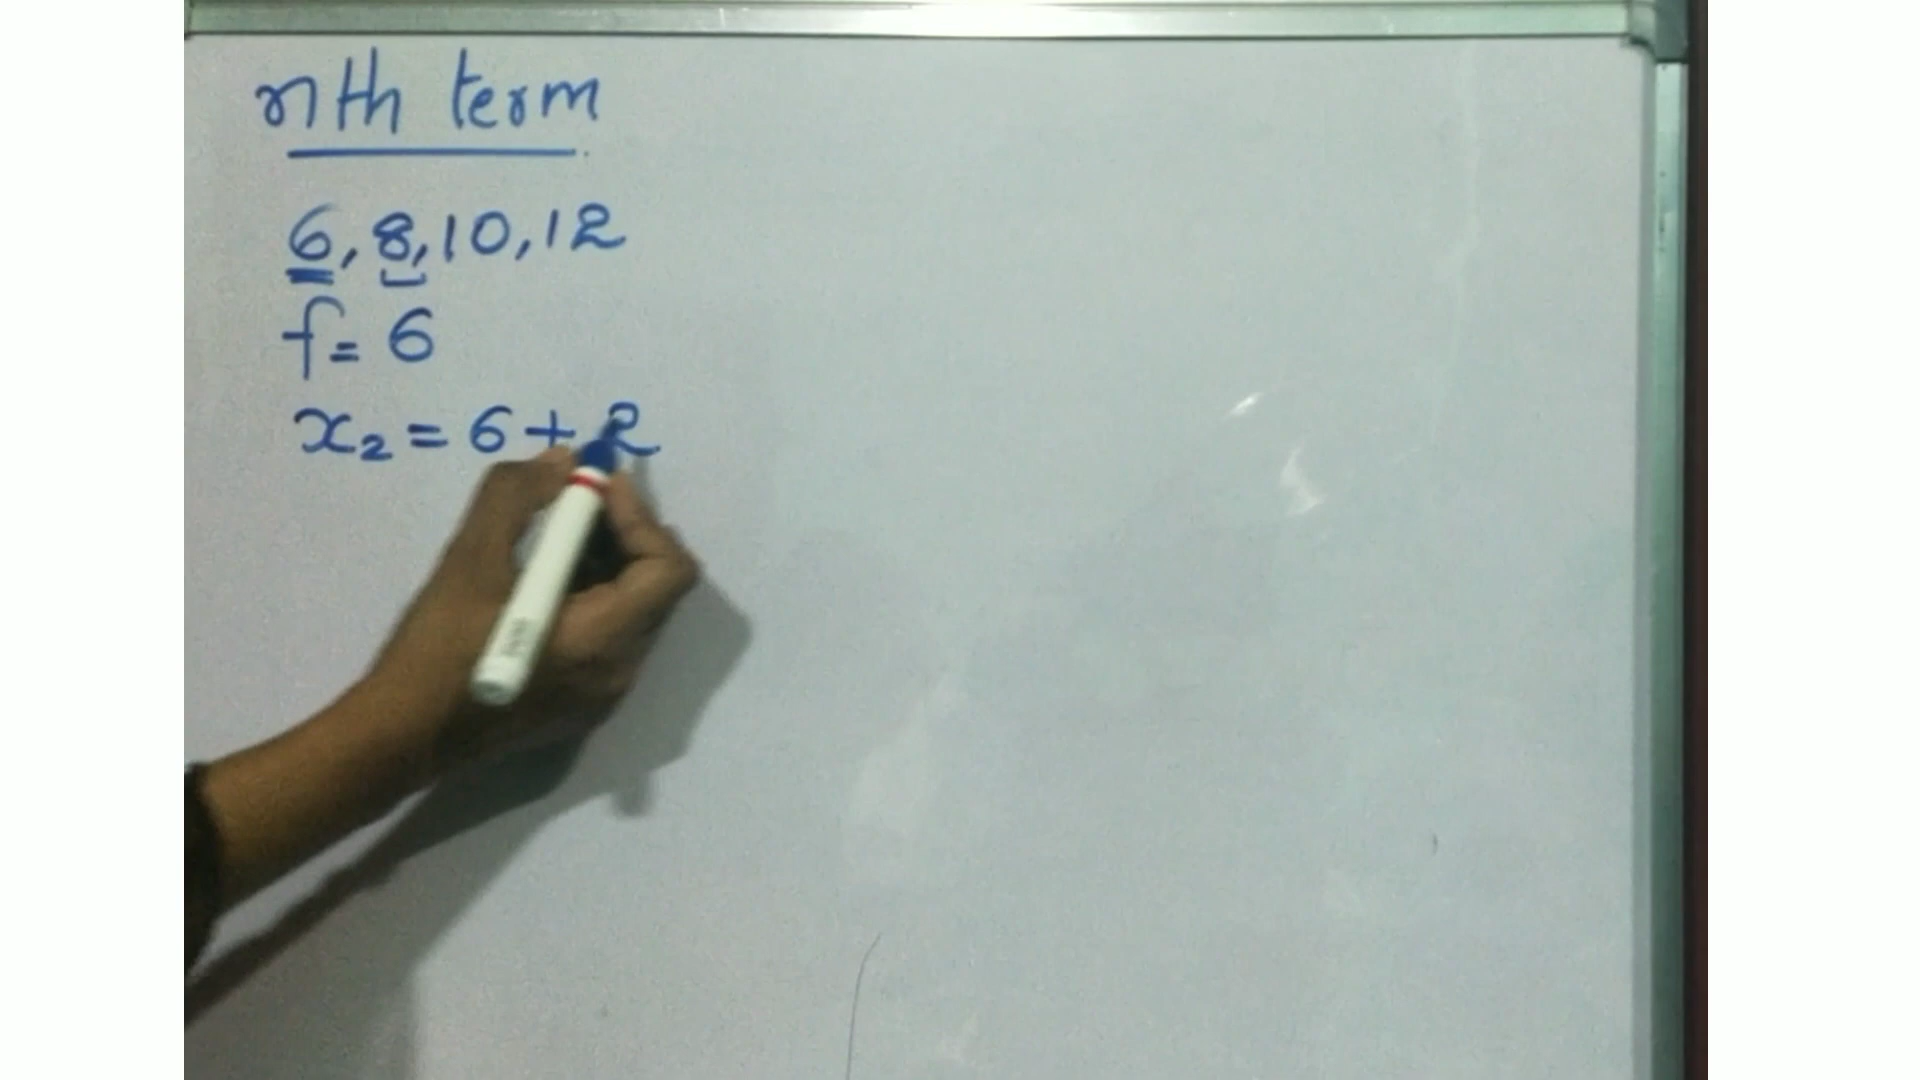 nth term
6, 8, 10, 12
f = 6
x₂ = 6 + 2